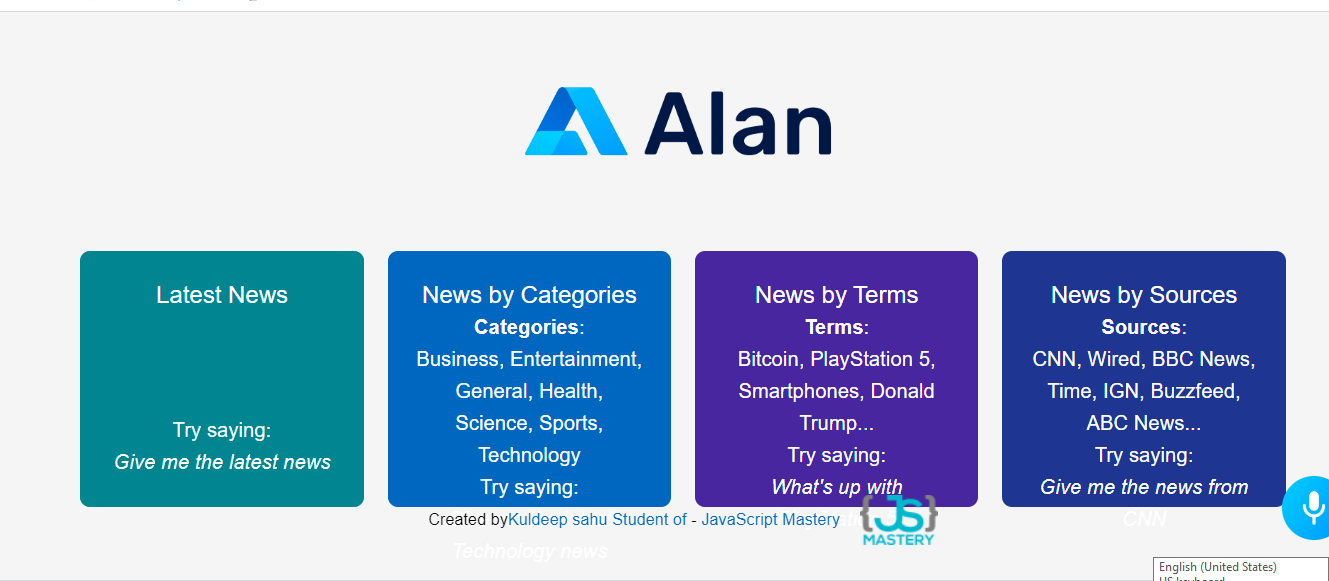 Alan
Latest News
Try saying:
Give me the latest news
News by Categories
Categories:
Business, Entertainment,
General, Health,
Science, Sports,
Technology
Try saying:
Technology news
News by Terms
Terms:
Bitcoin, PlayStation 5,
Smartphones, Donald
Trump...
Try saying:
What's up with
News by Sources
Sources:
CNN, Wired, BBC News,
Time, IGN, Buzzfeed,
ABC News...
Try saying:
Give me the news from
CNN
Created byKuldeep sahu Student of - JavaScript Mastery
{JS}
MASTERY
English (United States)
US keyboard